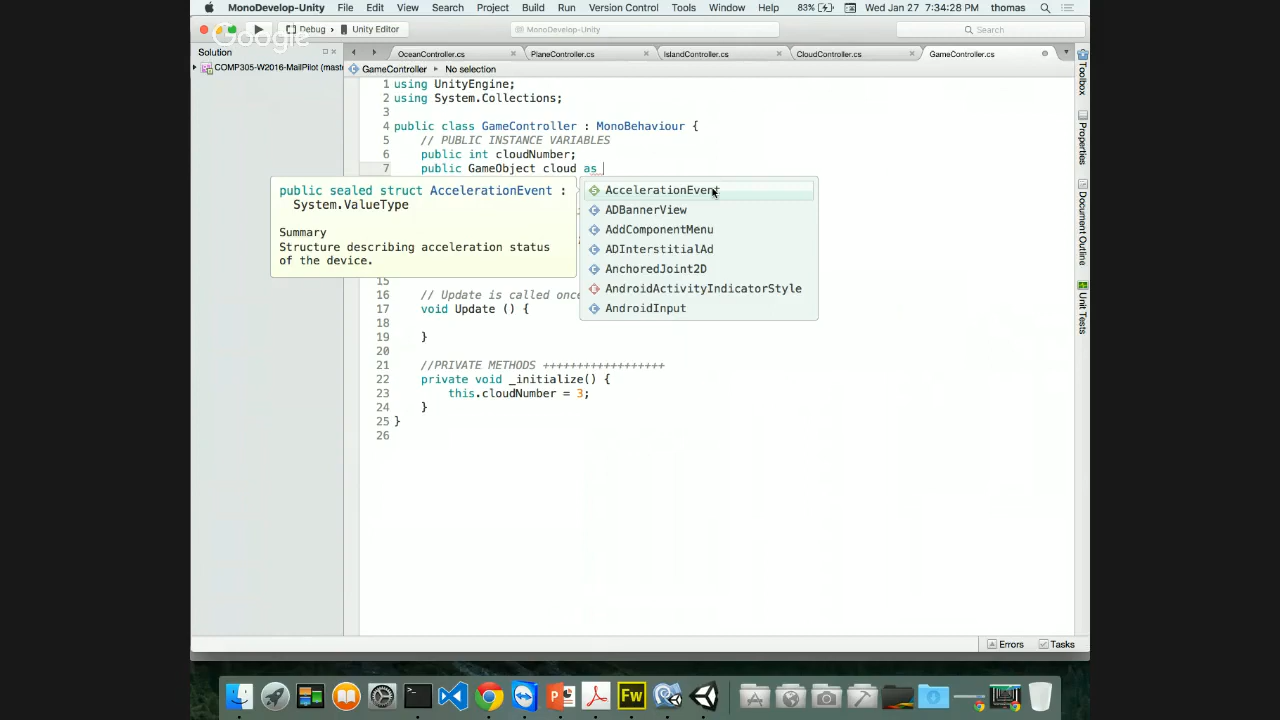 MonoDevelop-Unity File Edit View Search Project Build Run Version Control Tools Window Help 83% Wed Jan 27 7:34:28 PM thomas
Google
Debug Unity Editor MonoDevelop-Unity Search
Solution
OceanController.cs PlaneController.cs IslandController.cs CloudController.cs GameController.cs
COMP305-W2016-MailPilot (mast
GameController No selection
1 using UnityEngine;
2 using System.Collections;
3
4 public class GameController : MonoBehaviour {
5 // PUBLIC INSTANCE VARIABLES
6 public int cloudNumber;
7 public GameObject cloud as
public sealed struct AccelerationEvent :
System.ValueType
Summary
Structure describing acceleration status
of the device.
AccelerationEvent
ADBannerView
AddComponentMenu
ADInterstitialAd
AnchoredJoint2D
AndroidActivityIndicatorStyle
AndroidInput
15
16 // Update is called once
17 void Update () {
18
19 }
20
21 //PRIVATE METHODS ++++++++++++++++++
22 private void _initialize() {
23 this.cloudNumber = 3;
24 }
25 }
26
Toolbox
Properties
Document Outline
Unit Tests
Errors Tasks
Fw